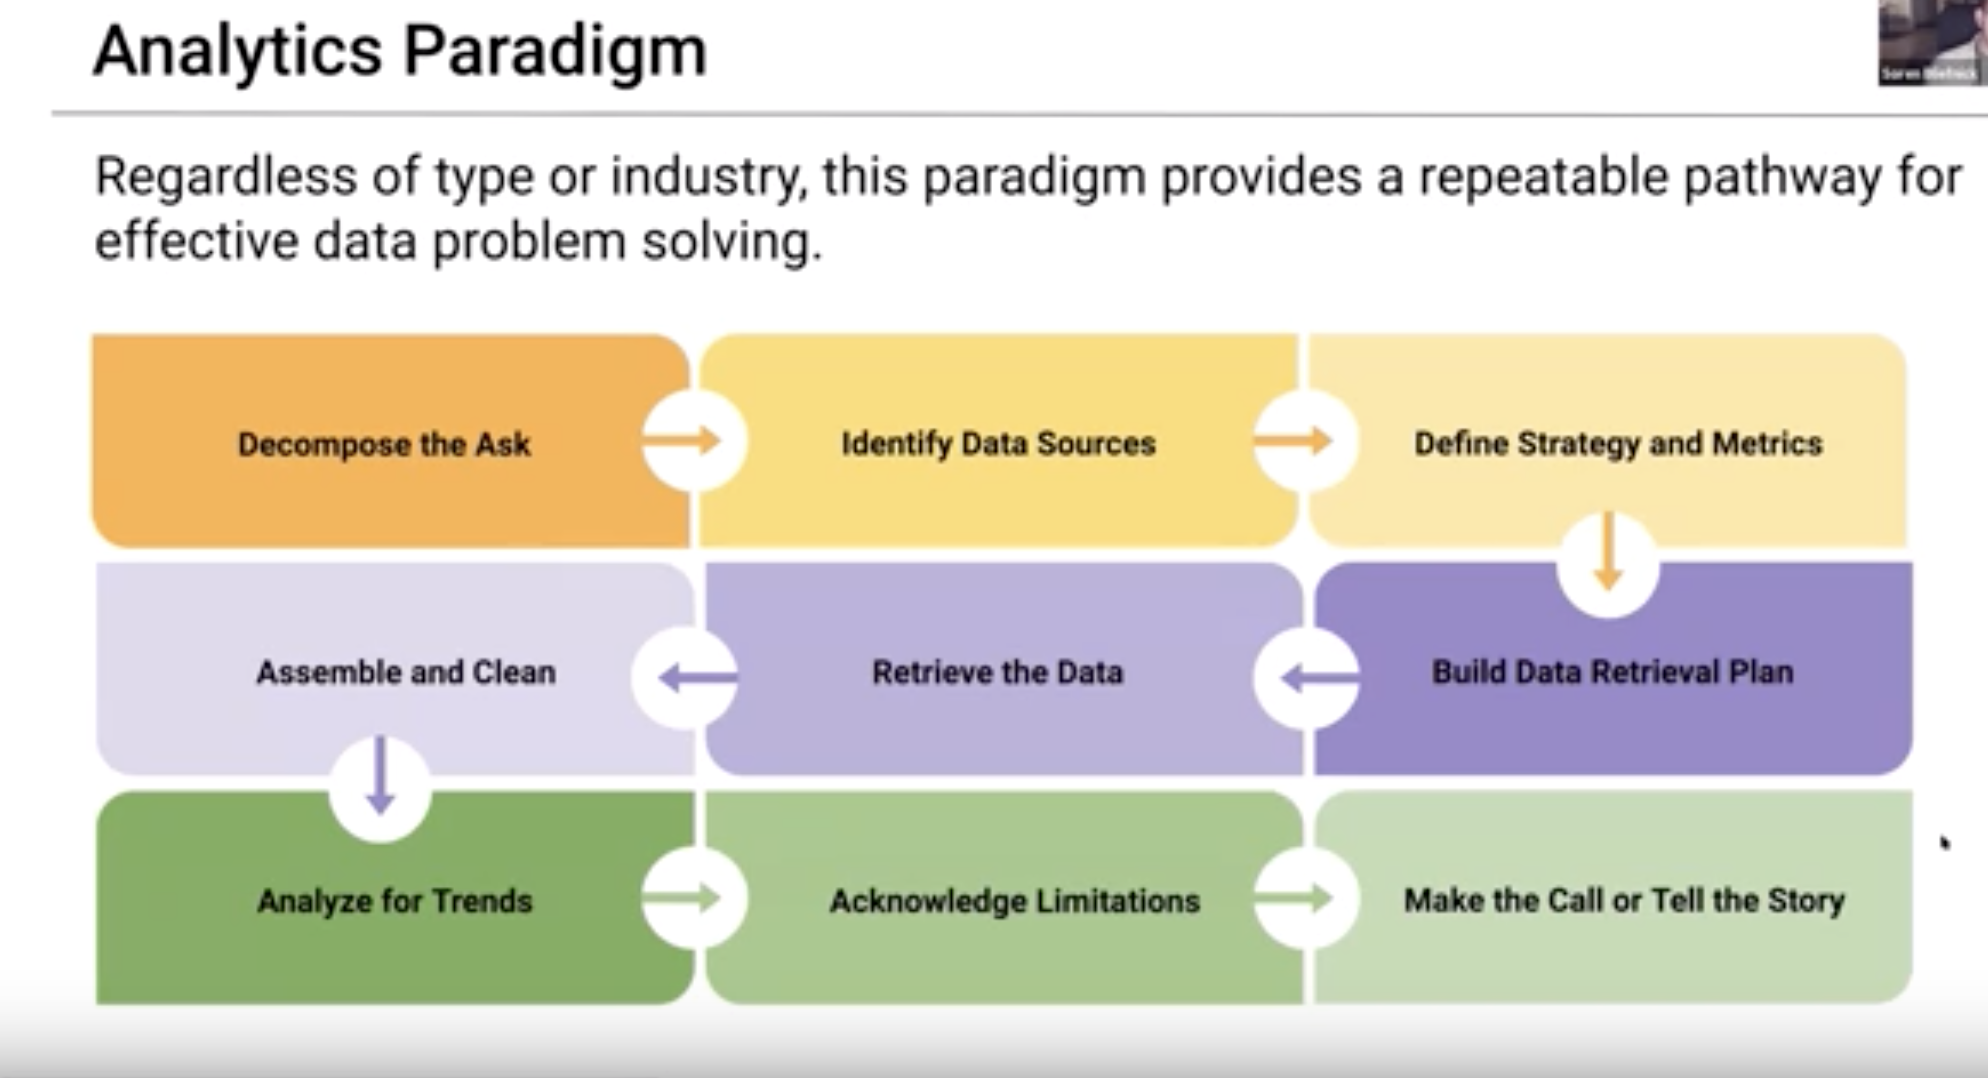 Analytics Paradigm
Regardless of type or industry, this paradigm provides a repeatable pathway for
effective data problem solving.
Decompose the Ask
Identify Data Sources
Define Strategy and Metrics
Build Data Retrieval Plan
Retrieve the Data
Assemble and Clean
Analyze for Trends
Acknowledge Limitations
Make the Call or Tell the Story